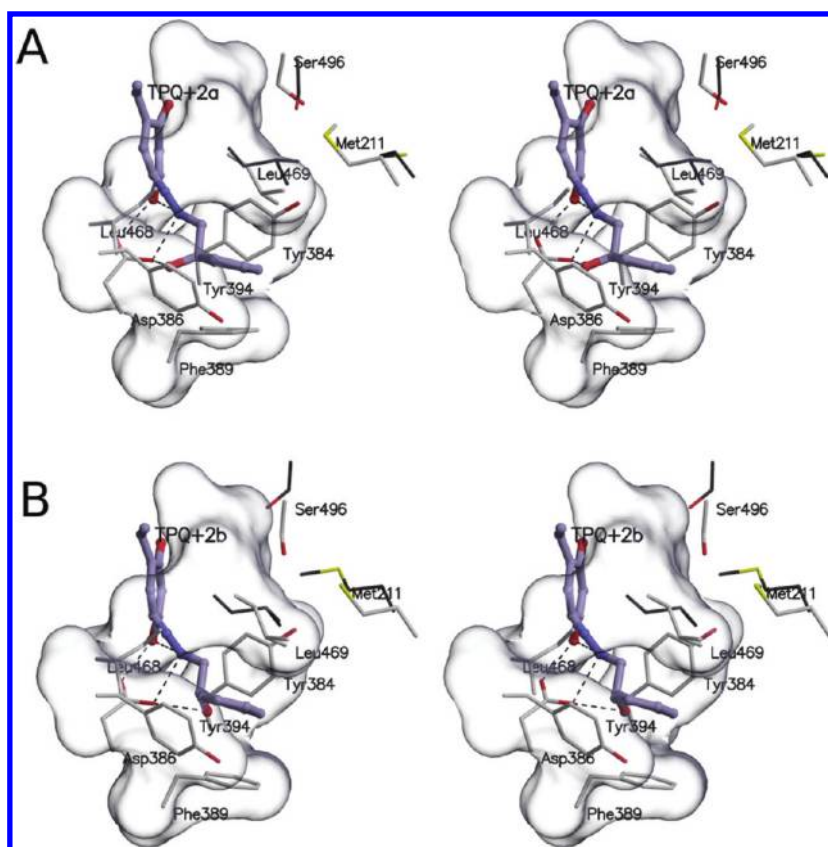 A
Ser496 Ser496
TPQ+2a TPQ+2a
Met211 Met211
Leu469 Leu469
Leu468 Leu468
Tyr384 Tyr384
Tyr394 Tyr394
Asp386 Asp386
Phe389 Phe389
B
Ser496 Ser496
TPQ+2b TPQ+2b
Met211 Met211
Leu469 Leu469
Leu468 Leu468
Tyr384 Tyr384
Tyr394 Tyr394
Asp386 Asp386
Phe389 Phe389